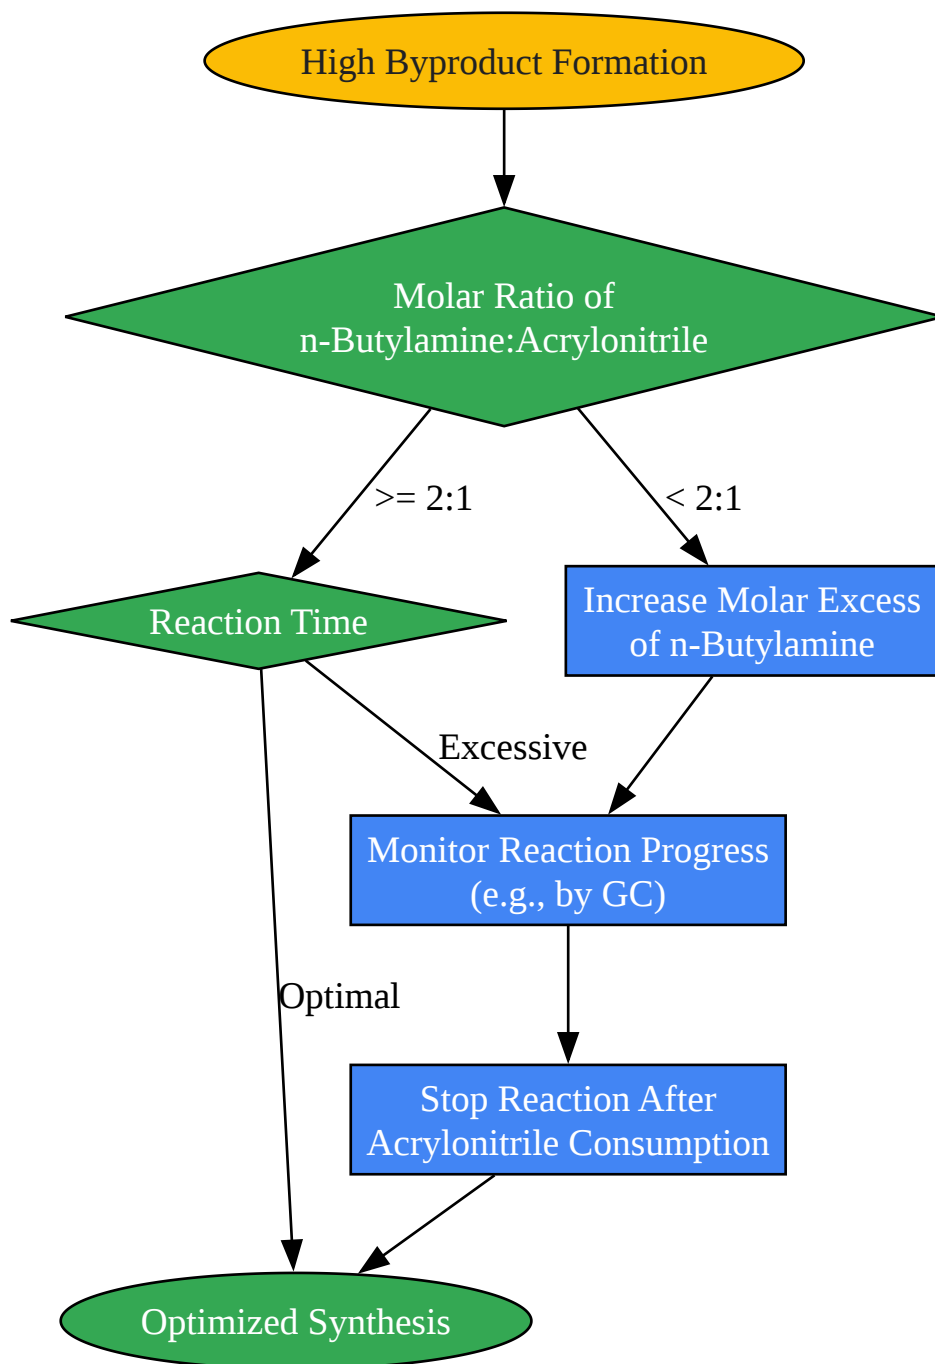 High Byproduct Formation
Molar Ratio of
n-Butylamine:Acrylonitrile
>= 2:1
< 2:1
Reaction Time
Increase Molar Excess
of n-Butylamine
Excessive
Monitor Reaction Progress
(e.g., by GC)
Optimal
Stop Reaction After
Acrylonitrile Consumption
Optimized Synthesis